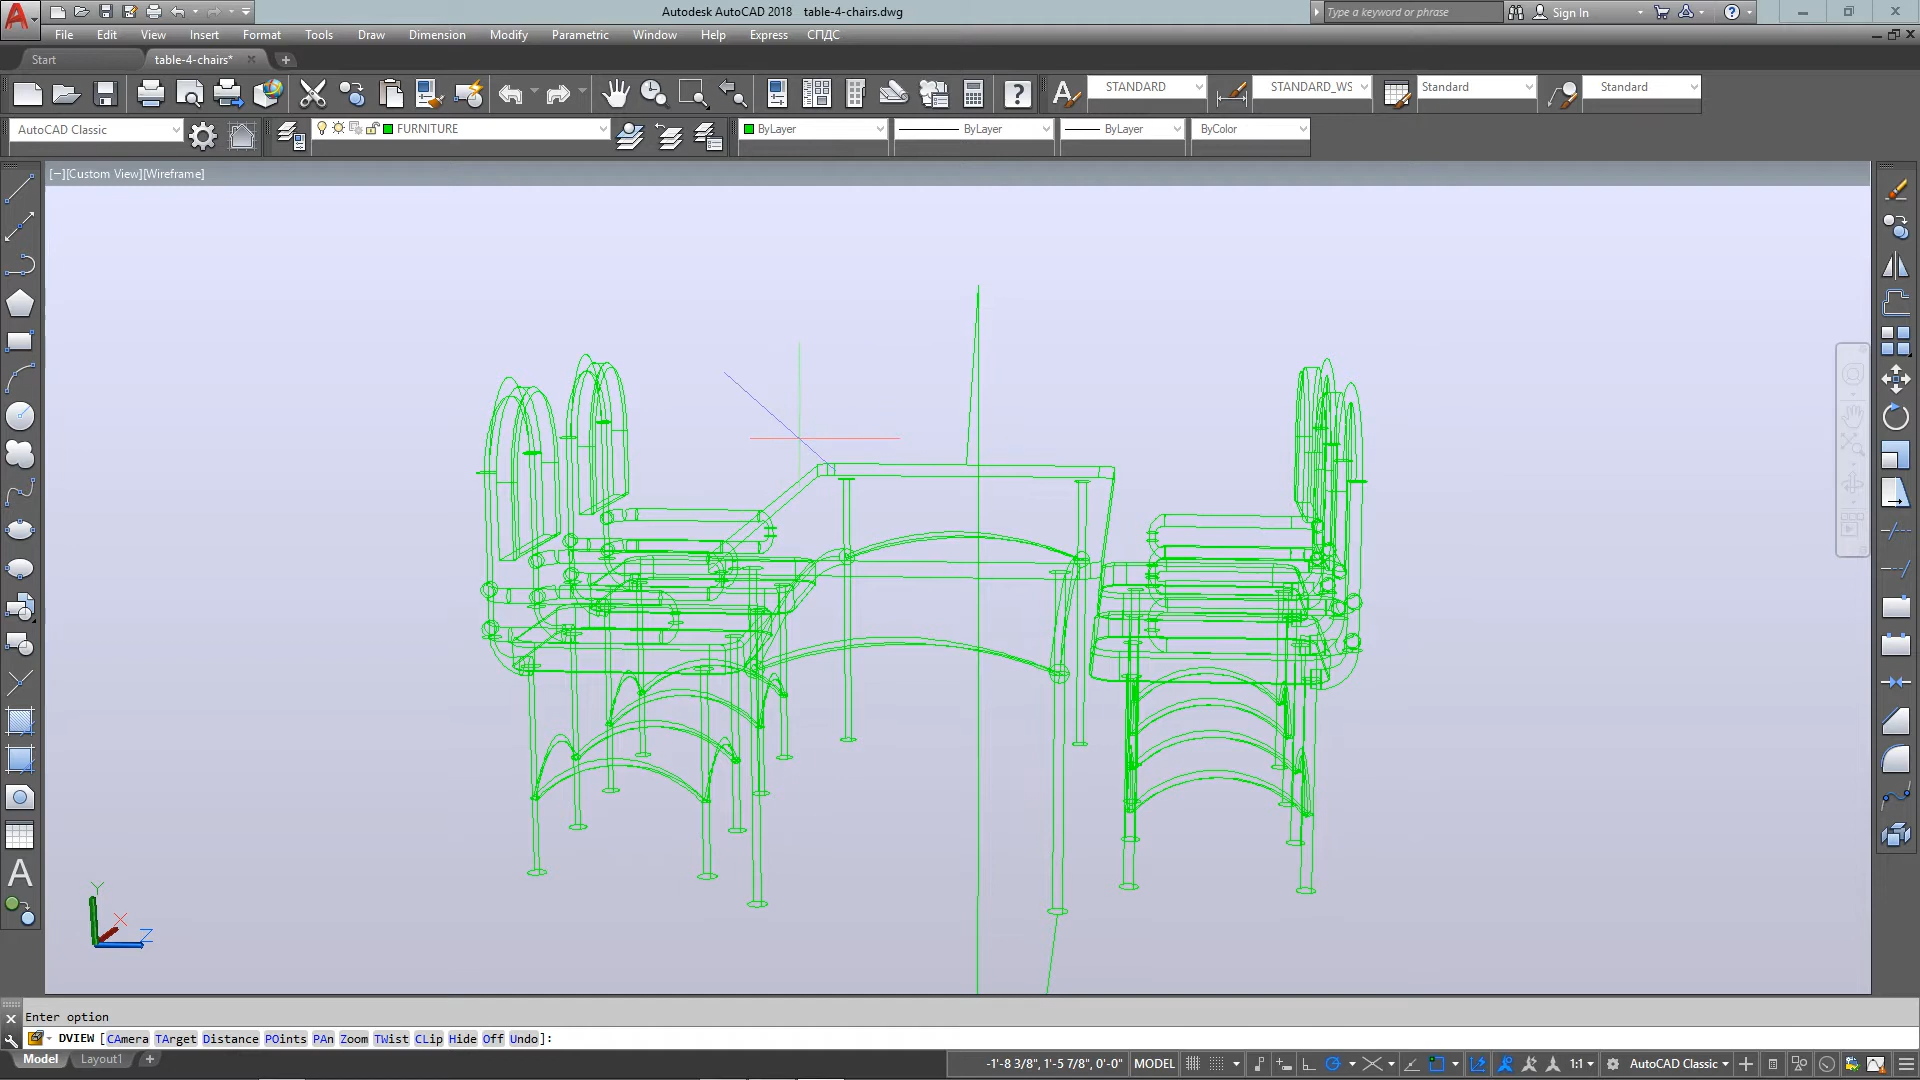 A Autodesk AutoCAD 2018 table-4-chairs.dwg Type a keyword or phrase Sign In ?
File Edit View Insert Format Tools Draw Dimension Modify Parametric Window Help Express СПДС
Start table-4-chairs* +
? A STANDARD STANDARD_WS Standard Standard
AutoCAD Classic FURNITURE ByLayer ByLayer ByLayer ByColor
[−][Custom View][Wireframe]
A
Y
X
Z
Enter option
DVIEW [CAmera TArget Distance POints PAn Zoom TWist CLip Hide Off Undo]:
Model Layout1 + -1'-8 3/8", 1'-5 7/8", 0'-0" MODEL 1:1 AutoCAD Classic